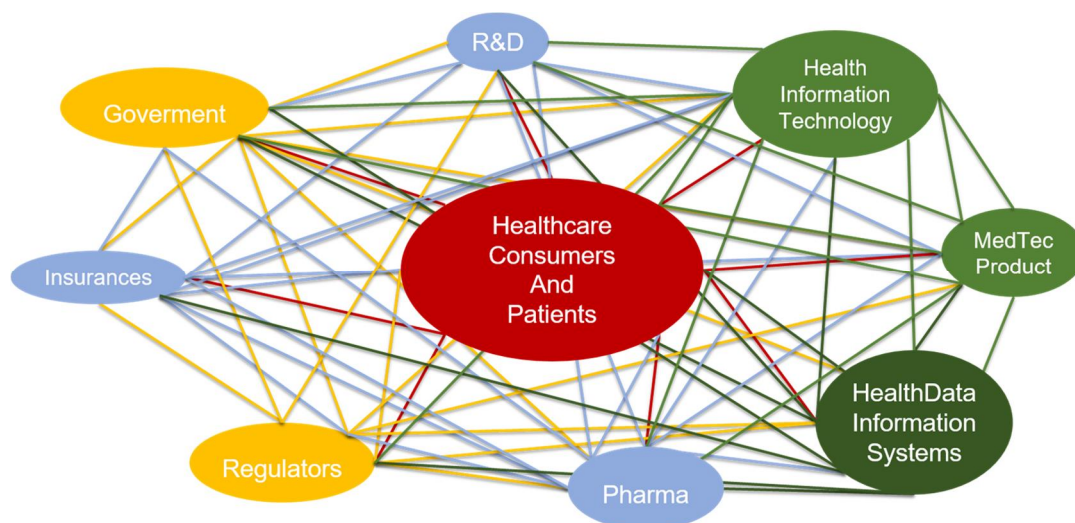 R&D
Goverment
Health
Information
Technology
Healthcare
Consumers
And
Patients
MedTec
Product
Insurances
HealthData
Information
Systems
Regulators
Pharma